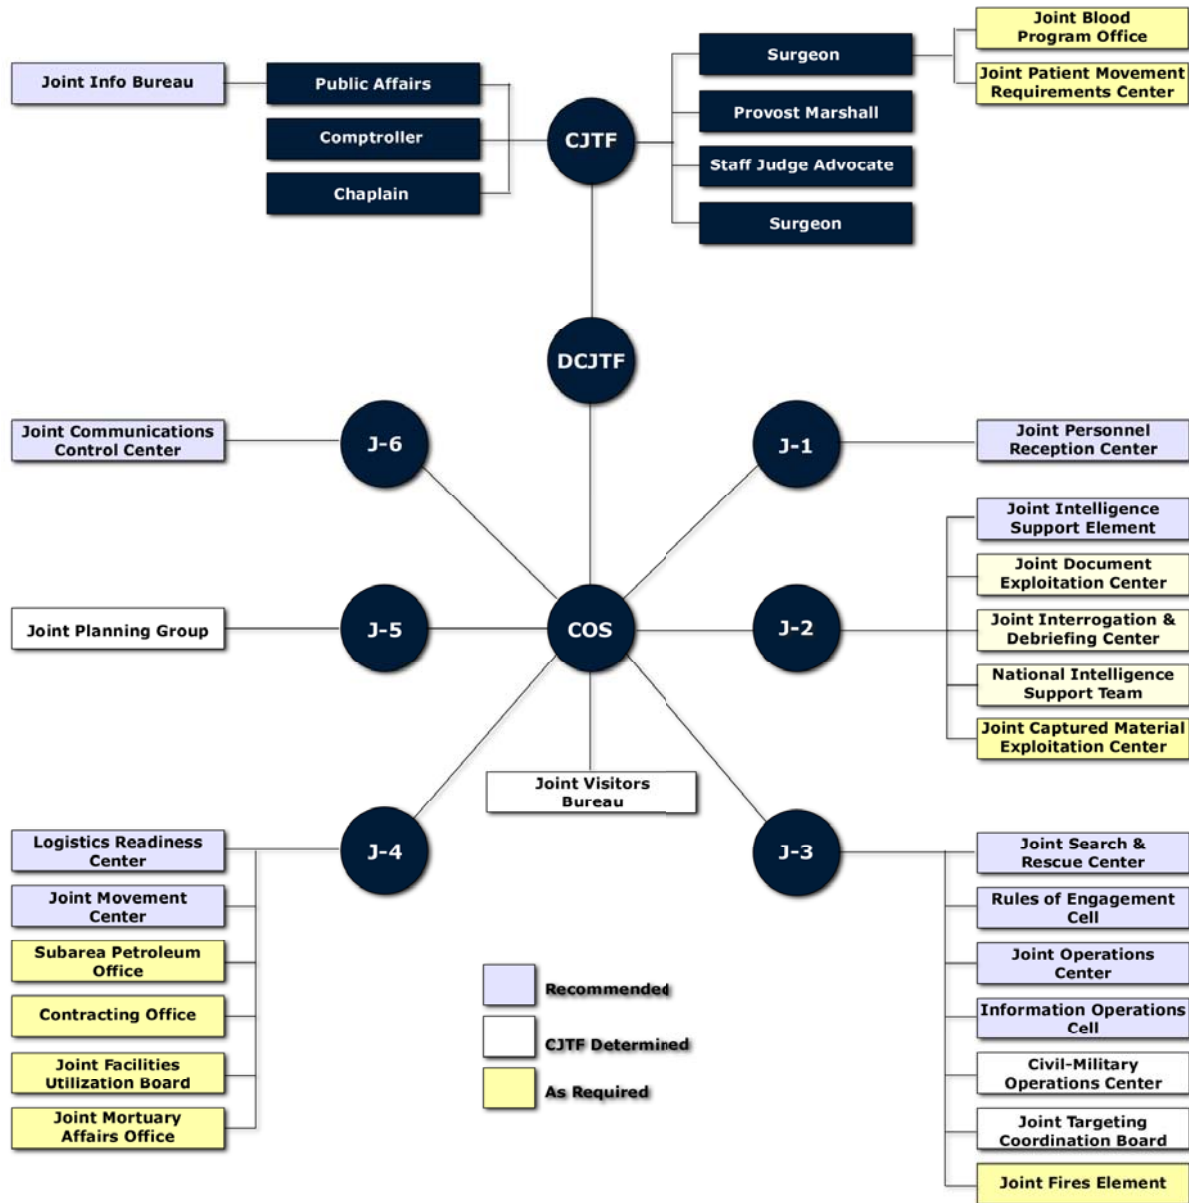 Joint Blood
Program Office
Surgeon
Joint Info Bureau
Public Affairs
Joint Patient Movement
Requirements Center
Provost Marshall
Comptroller
CJTF
Staff Judge Advocate
Chaplain
Surgeon
DCJTF
Joint Communications
Control Center
J-6
J-1
Joint Personnel
Reception Center
Joint Intelligence
Support Element
Joint Document
Exploitation Center
Joint Planning Group
J-5
COS
J-2
Joint Interrogation &
Debriefing Center
National Intelligence
Support Team
Joint Captured Material
Exploitation Center
Joint Visitors
Bureau
Logistics Readiness
Center
J-4
J-3
Joint Search &
Rescue Center
Joint Movement
Center
Rules of Engagement
Cell
Subarea Petroleum
Office
Joint Operations
Center
Recommended
Contracting Office
Information Operations
Cell
CJTF Determined
Joint Facilities
Utilization Board
Civil-Military
Operations Center
As Required
Joint Mortuary
Affairs Office
Joint Targeting
Coordination Board
Joint Fires Element